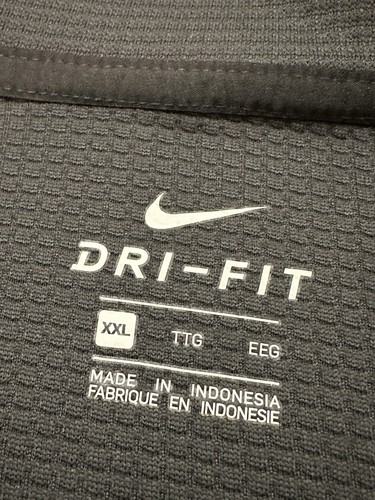 DRI-FIT
XXL TTG EEG
MADE IN INDONESIA
FABRIQUE EN INDONESIE